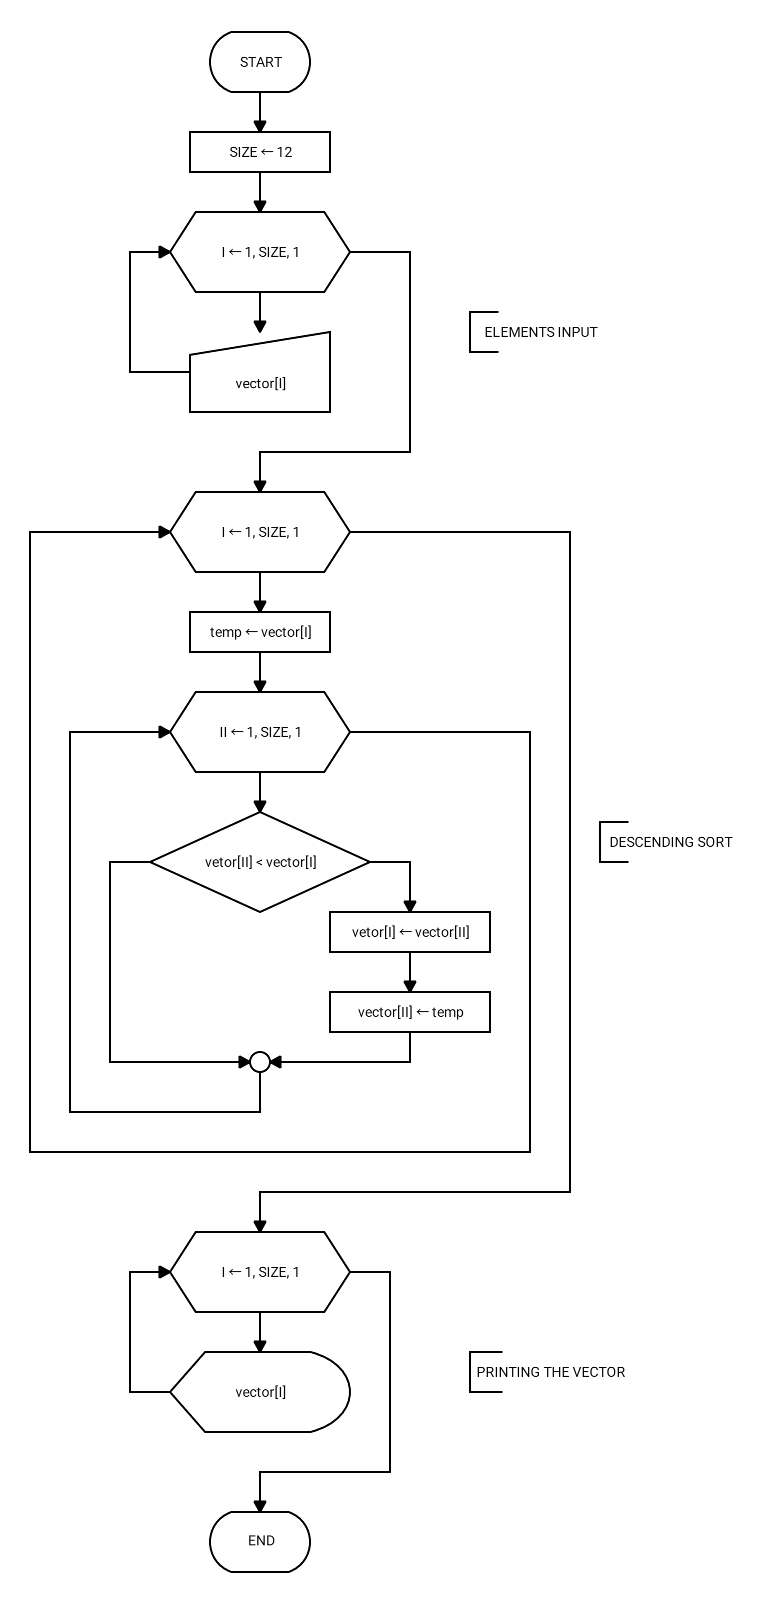 START
SIZE ← 12
I ← 1, SIZE, 1
ELEMENTS INPUT
vector[I]
I ← 1, SIZE, 1
temp ← vector[I]
II ← 1, SIZE, 1
DESCENDING SORT
vetor[II] < vector[I]
vetor[I] ← vector[II]
vector[II] ← temp
I ← 1, SIZE, 1
PRINTING THE VECTOR
vector[I]
END